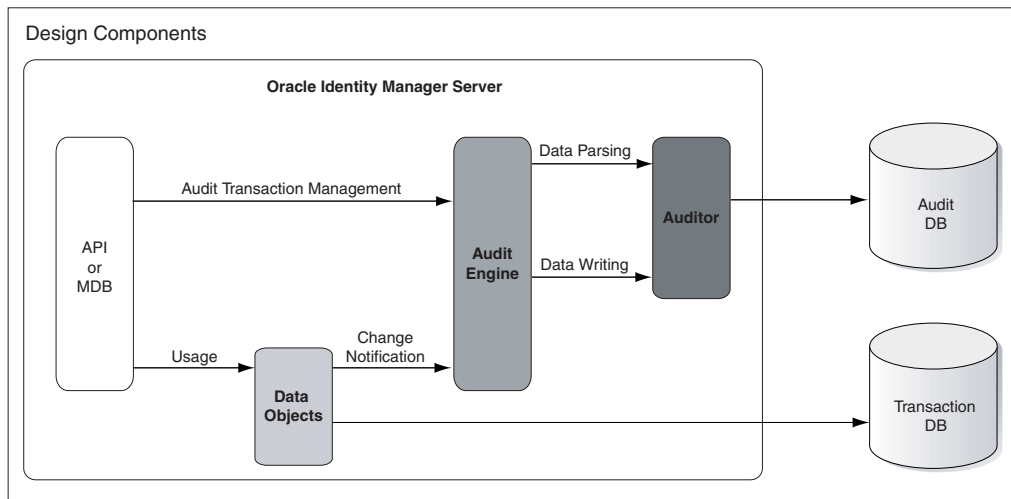 Design Components
Oracle Identity Manager Server
API
or
MDB
Audit Transaction Management
Usage
Data
Objects
Change
Notification
Audit
Engine
Data Parsing
Data Writing
Auditor
Audit
DB
Transaction
DB